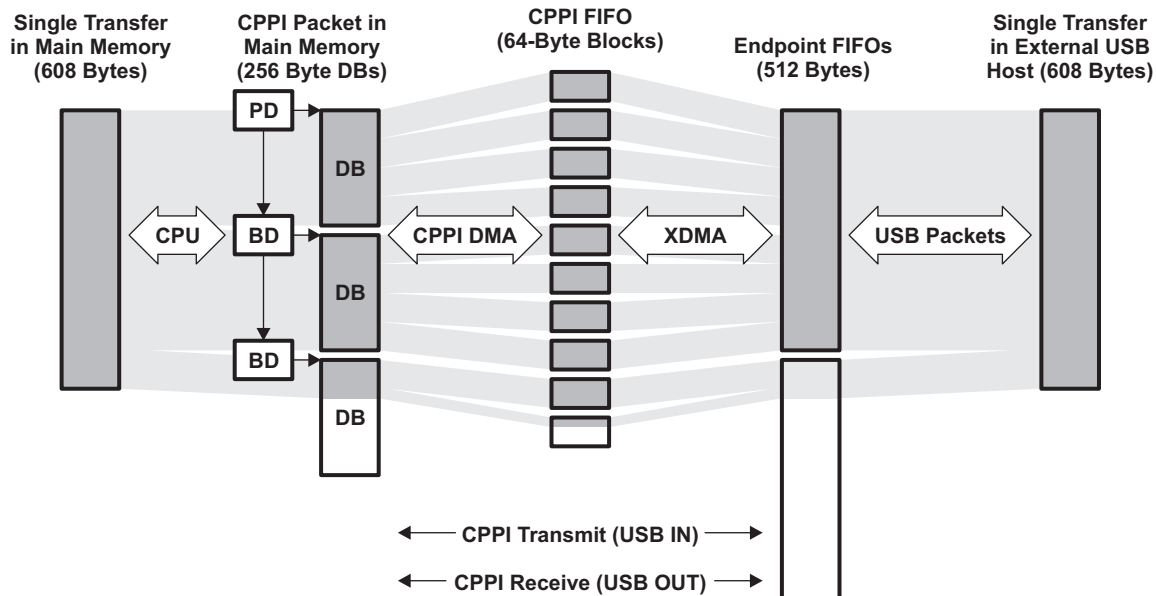 Single Transfer
in Main Memory
(608 Bytes)
CPPI Packet in
Main Memory
(256 Byte DBs)
CPPI FIFO
(64-Byte Blocks)
Endpoint FIFOs
(512 Bytes)
Single Transfer
in External USB
Host (608 Bytes)
PD
DB
CPU
BD
CPPI DMA
XDMA
USB Packets
DB
BD
DB
CPPI Transmit (USB IN)
CPPI Receive (USB OUT)